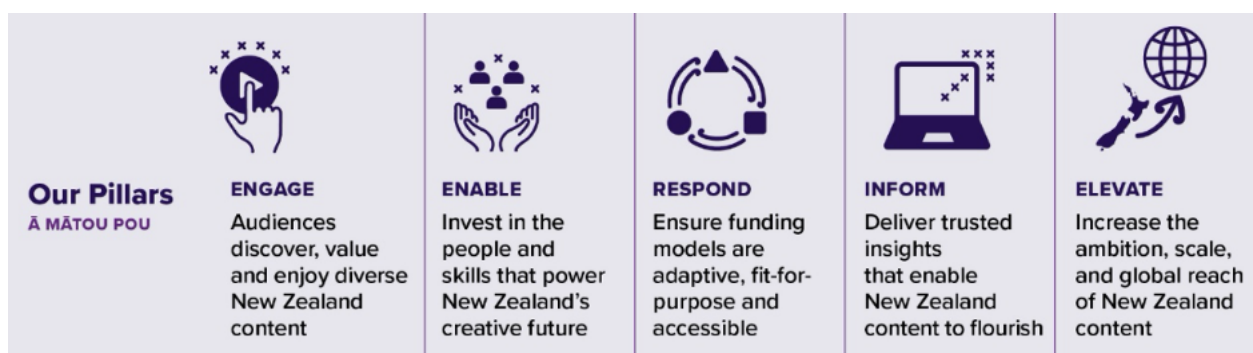 Our Pillars
Ā MĀTOU POU
ENGAGE
Audiences
discover, value
and enjoy diverse
New Zealand
content
ENABLE
Invest in the
people and
skills that power
New Zealand's
creative future
RESPOND
Ensure funding
models are
adaptive, fit-for-
purpose and
accessible
INFORM
Deliver trusted
insights
that enable
New Zealand
content to flourish
ELEVATE
Increase the
ambition, scale,
and global reach
of New Zealand
content